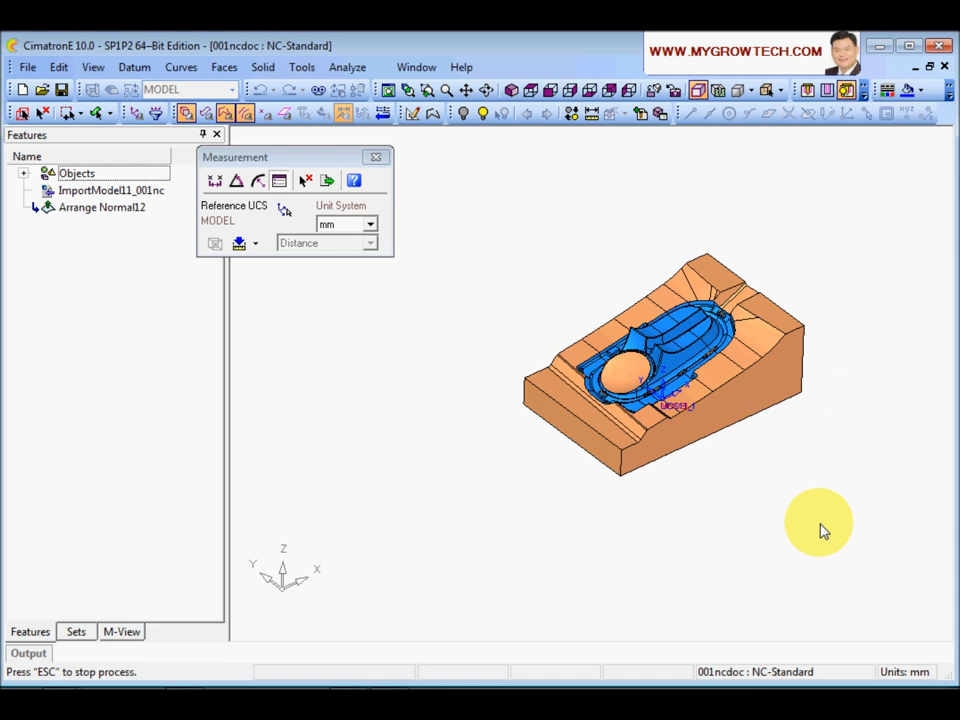 CimatronE 10.0 - SP1P2 64–Bit Edition - [001ncdoc : NC-Standard]
WWW.MYGROWTECH.COM
File Edit View Datum Curves Faces Solid Tools Analyze Window Help
MODEL
Features
Name
Objects
ImportModel11_001nc
Arrange Normal12
Measurement
Reference UCS Unit System
MODEL
mm
Distance
Z
Y
X
Z
Y
X
Features Sets M-View
Output
Press "ESC" to stop process.
001ncdoc : NC-Standard
Units: mm